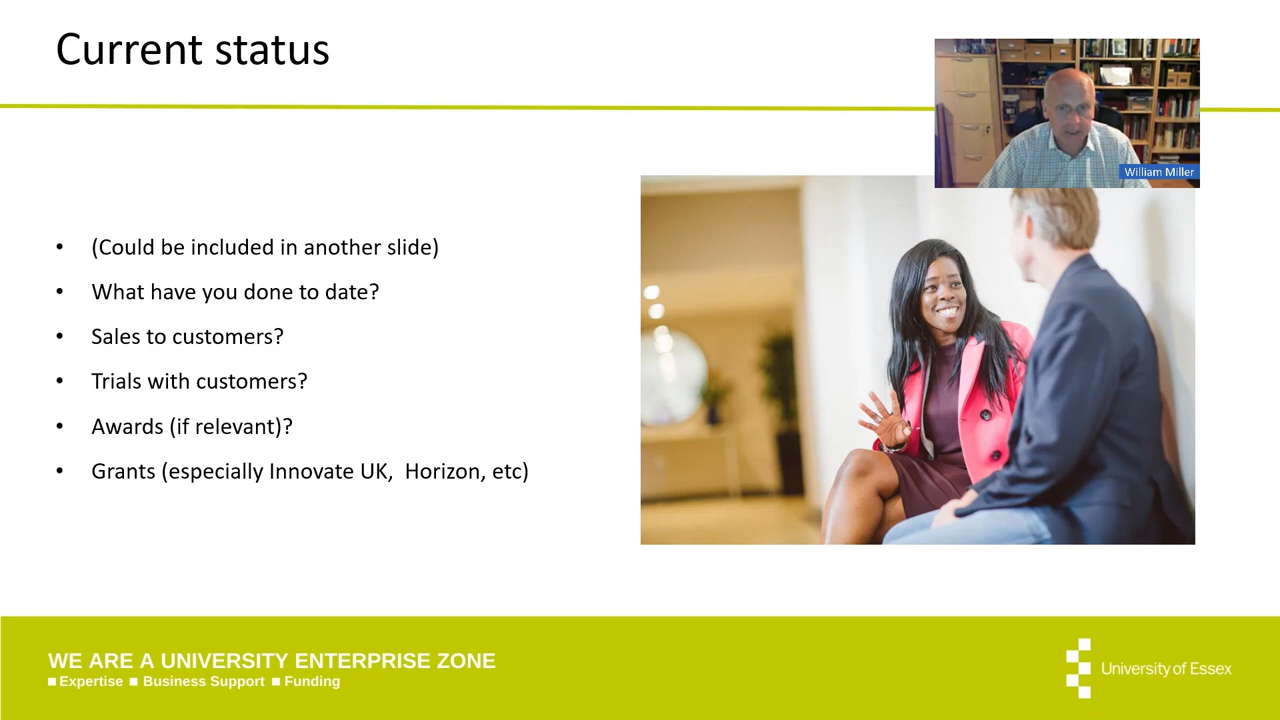 Current status
William Miller
• (Could be included in another slide)
• What have you done to date?
• Sales to customers?
• Trials with customers?
• Awards (if relevant)?
• Grants (especially Innovate UK,  Horizon, etc)
WE ARE A UNIVERSITY ENTERPRISE ZONE
■ Expertise ■ Business Support ■ Funding
University of Essex